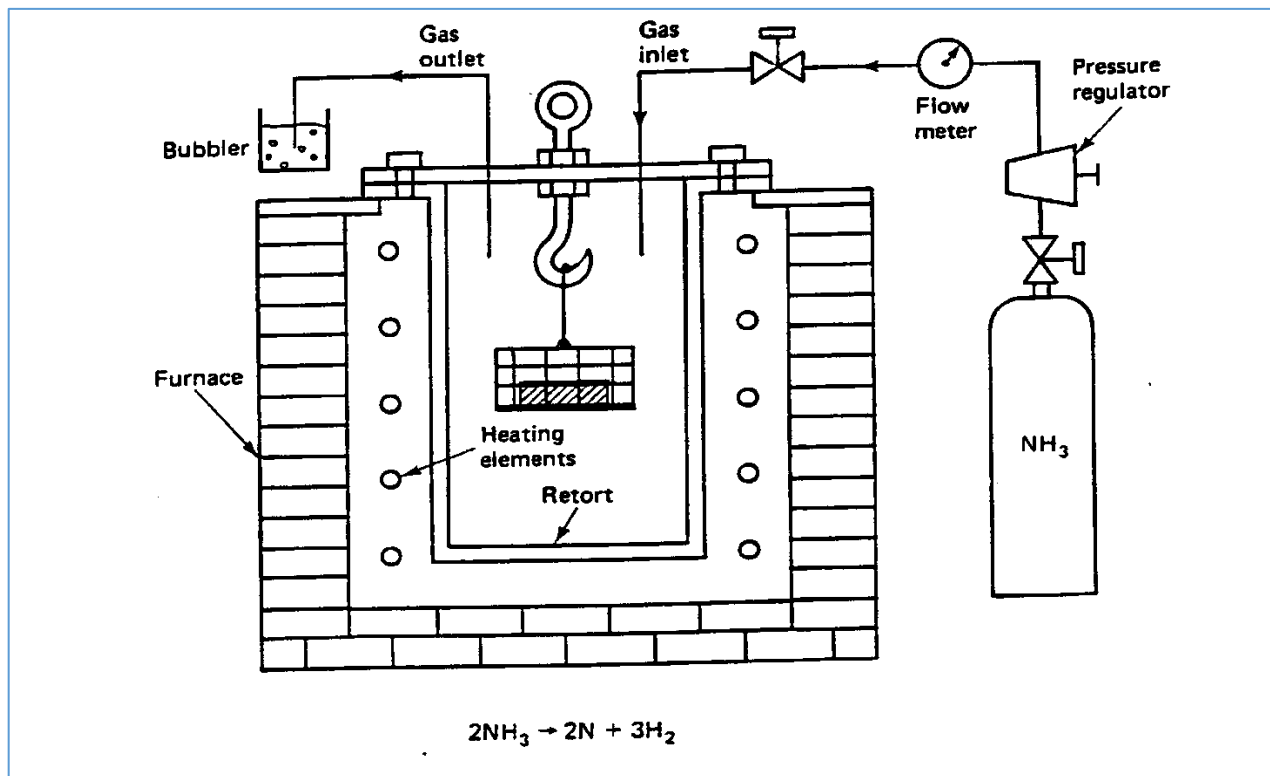 Gas
outlet
Gas
inlet
Pressure
regulator
Flow
meter
Bubbler
Furnace
Heating
elements
Retort
NH₃
2NH₃ → 2N + 3H₂